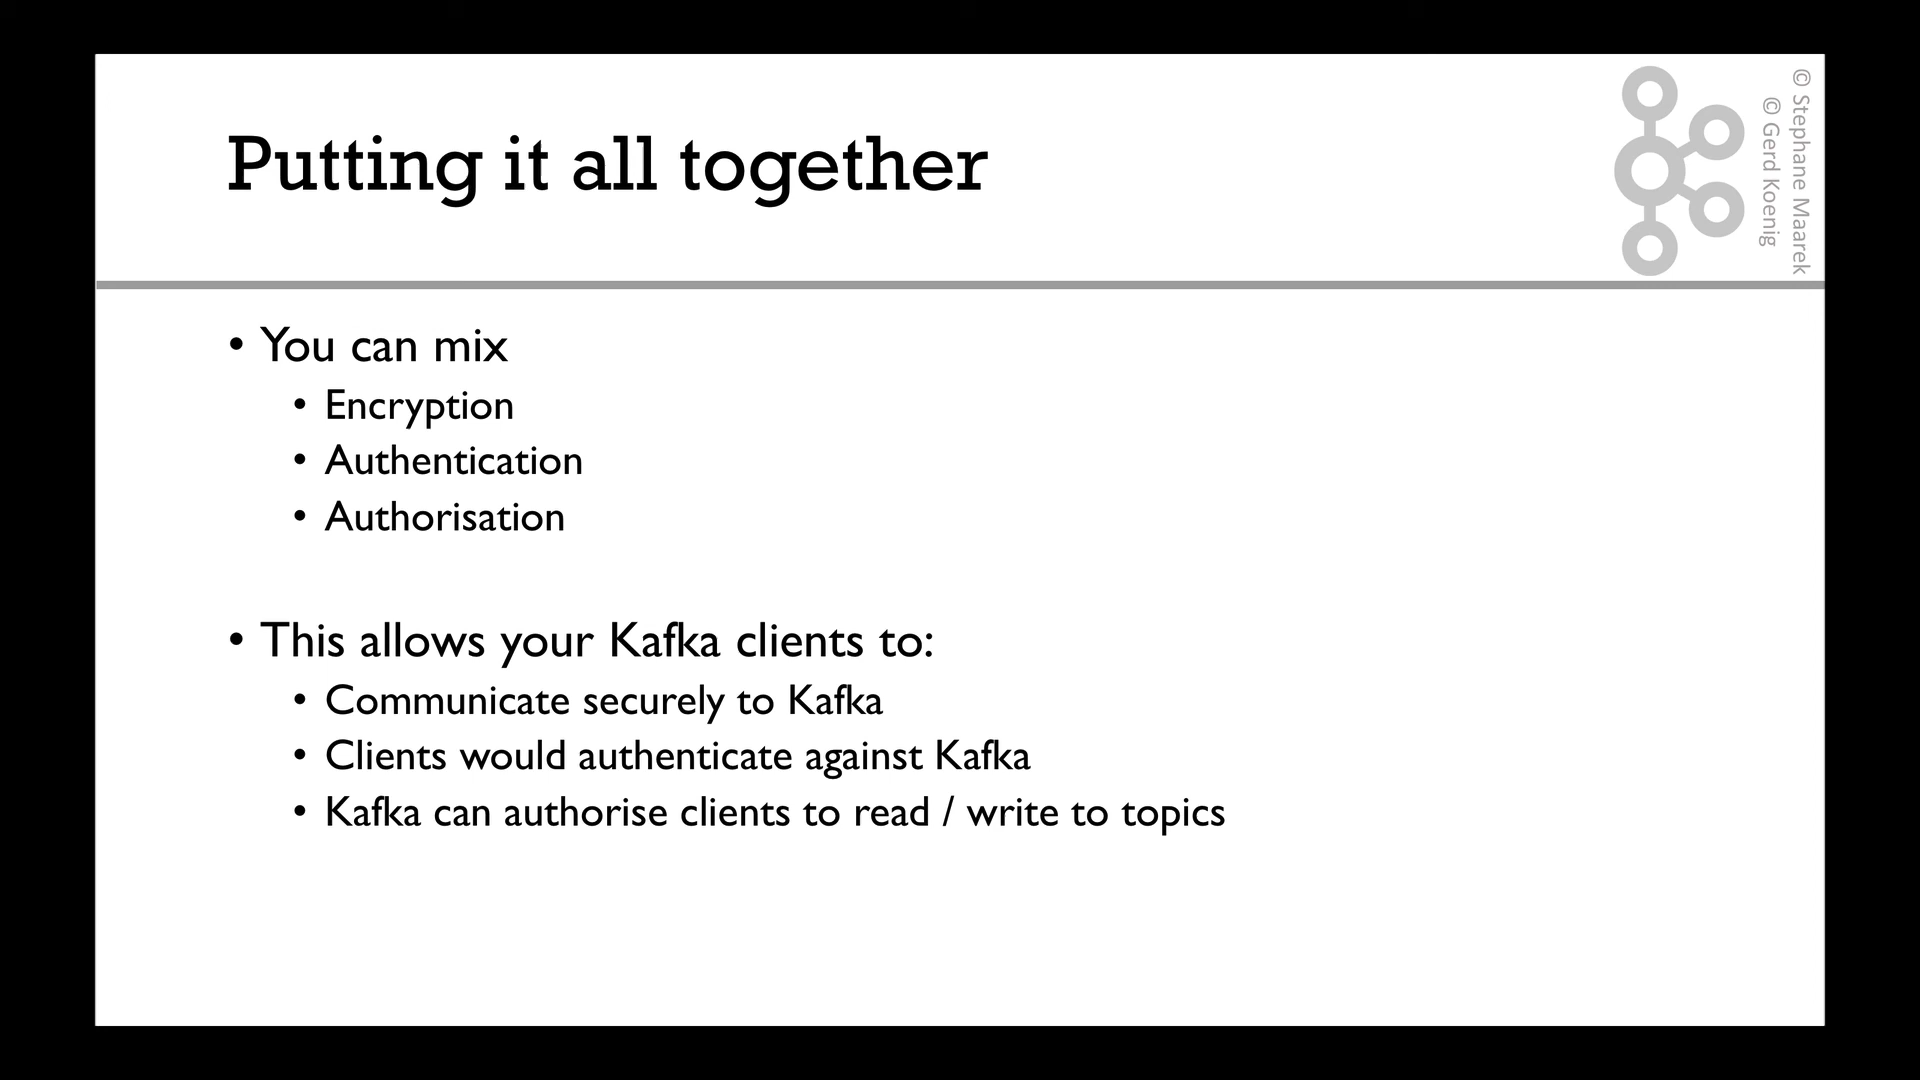 Putting it all together
© Stephane Maarek
© Gerd Koenig
• You can mix
• Encryption
• Authentication
• Authorisation
• This allows your Kafka clients to:
• Communicate securely to Kafka
• Clients would authenticate against Kafka
• Kafka can authorise clients to read / write to topics